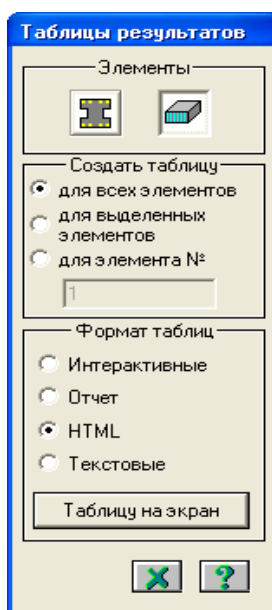 Таблицы результатов
Элементы
Создать таблицу
для всех элементов
для выделенных
элементов
для элемента №
1
Формат таблиц
Интерактивные
Отчет
HTML
Текстовые
Таблицу на экран
?